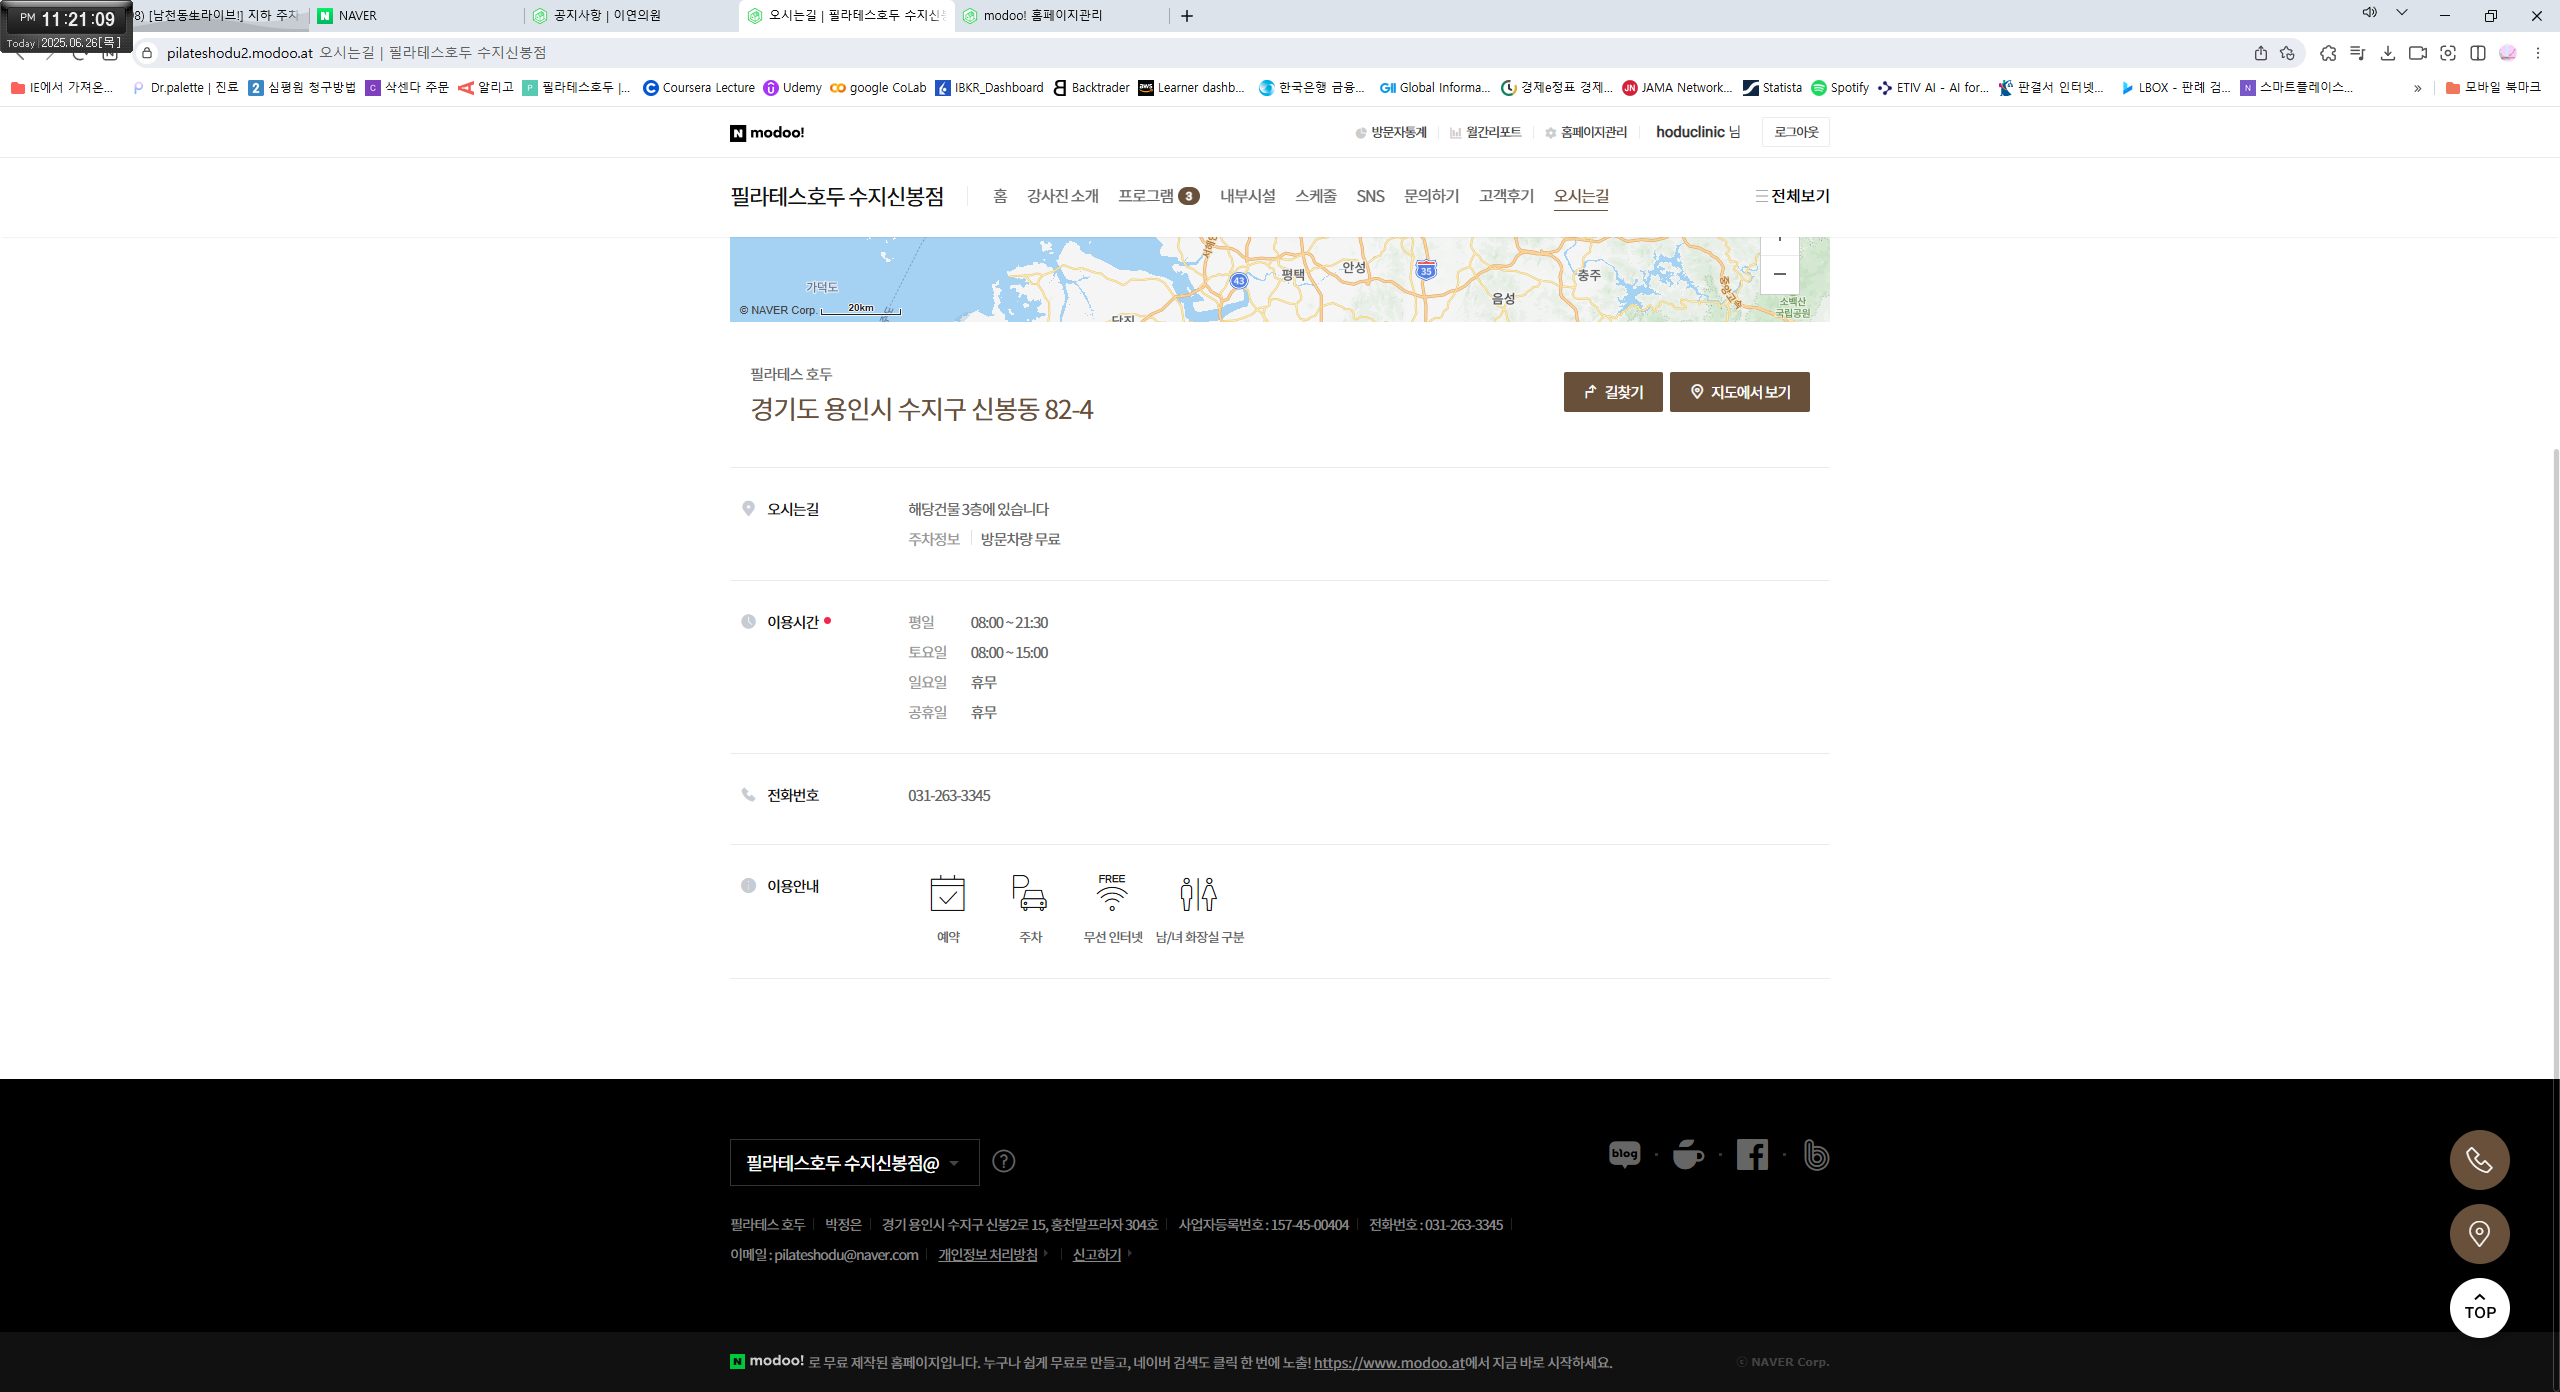 PM 11:21:09
Today 2025.06.26[목]
8) [남천동生라이브!] 지하 주차
NAVER
공지사항 | 이연의원
오시는길 | 필라테스호두 수지신봉
modoo! 홈페이지관리
pilateshodu2.modoo.at 오시는길 | 필라테스호두 수지신봉점
IE에서 가져온... Dr.palette | 진료 심평원 청구방법 삭센다 주문 알리고 필라테스호두 |... Coursera Lecture Udemy google CoLab IBKR_Dashboard Backtrader Learner dashb... 한국은행 금융... Global Informa... 경제e정표 경제... JAMA Network... Statista Spotify ETIV AI - AI for... 판결서 인터넷... LBOX - 판례 검... 스마트플레이스... » 모바일 북마크
modoo! 방문자통계 월간리포트 홈페이지관리 hoduclinic 님 로그아웃
필라테스호두 수지신봉점 홈 강사진 소개 프로그램 3 내부시설 스케줄 SNS 문의하기 고객후기 오시는길 전체보기
가덕도
43
평택
안성
35
음성
충주
소백산
국립공원
© NAVER Corp. 20km
필라테스 호두
경기도 용인시 수지구 신봉동 82-4
길찾기 지도에서 보기
오시는길 해당건물 3층에 있습니다
주차정보 방문차량 무료
이용시간 평일 08:00 ~ 21:30
토요일 08:00 ~ 15:00
일요일 휴무
공휴일 휴무
전화번호 031-263-3345
이용안내
FREE
예약 주차 무선 인터넷 남/녀 화장실 구분
필라테스호두 수지신봉점@ ?
blog
필라테스 호두 박정은 경기 용인시 수지구 신봉2로 15, 홍천말프라자 304호 사업자등록번호 : 157-45-00404 전화번호 : 031-263-3345
이메일 : pilateshodu@naver.com 개인정보 처리방침 신고하기
TOP
modoo! 로 무료 제작된 홈페이지입니다. 누구나 쉽게 무료로 만들고, 네이버 검색도 클릭 한 번에 노출! https://www.modoo.at에서 지금 바로 시작하세요.
ⓒ NAVER Corp.